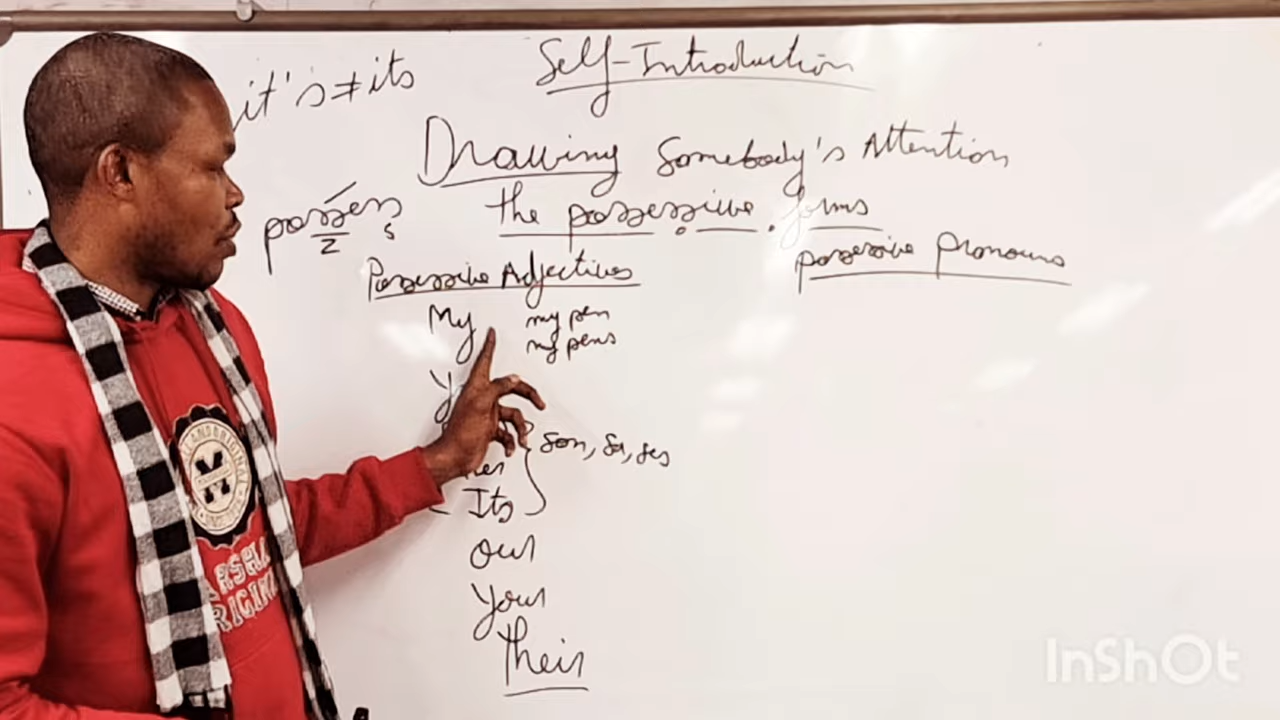 Self-Introduction
it's ≠ its
Drawing Somebody's Attention
the possessive forms
possess
z s
Possessive Adjectives
possessive pronouns
My
my pen
my pens
son, sa, ses
Its
Our
Your
Their
InShOt